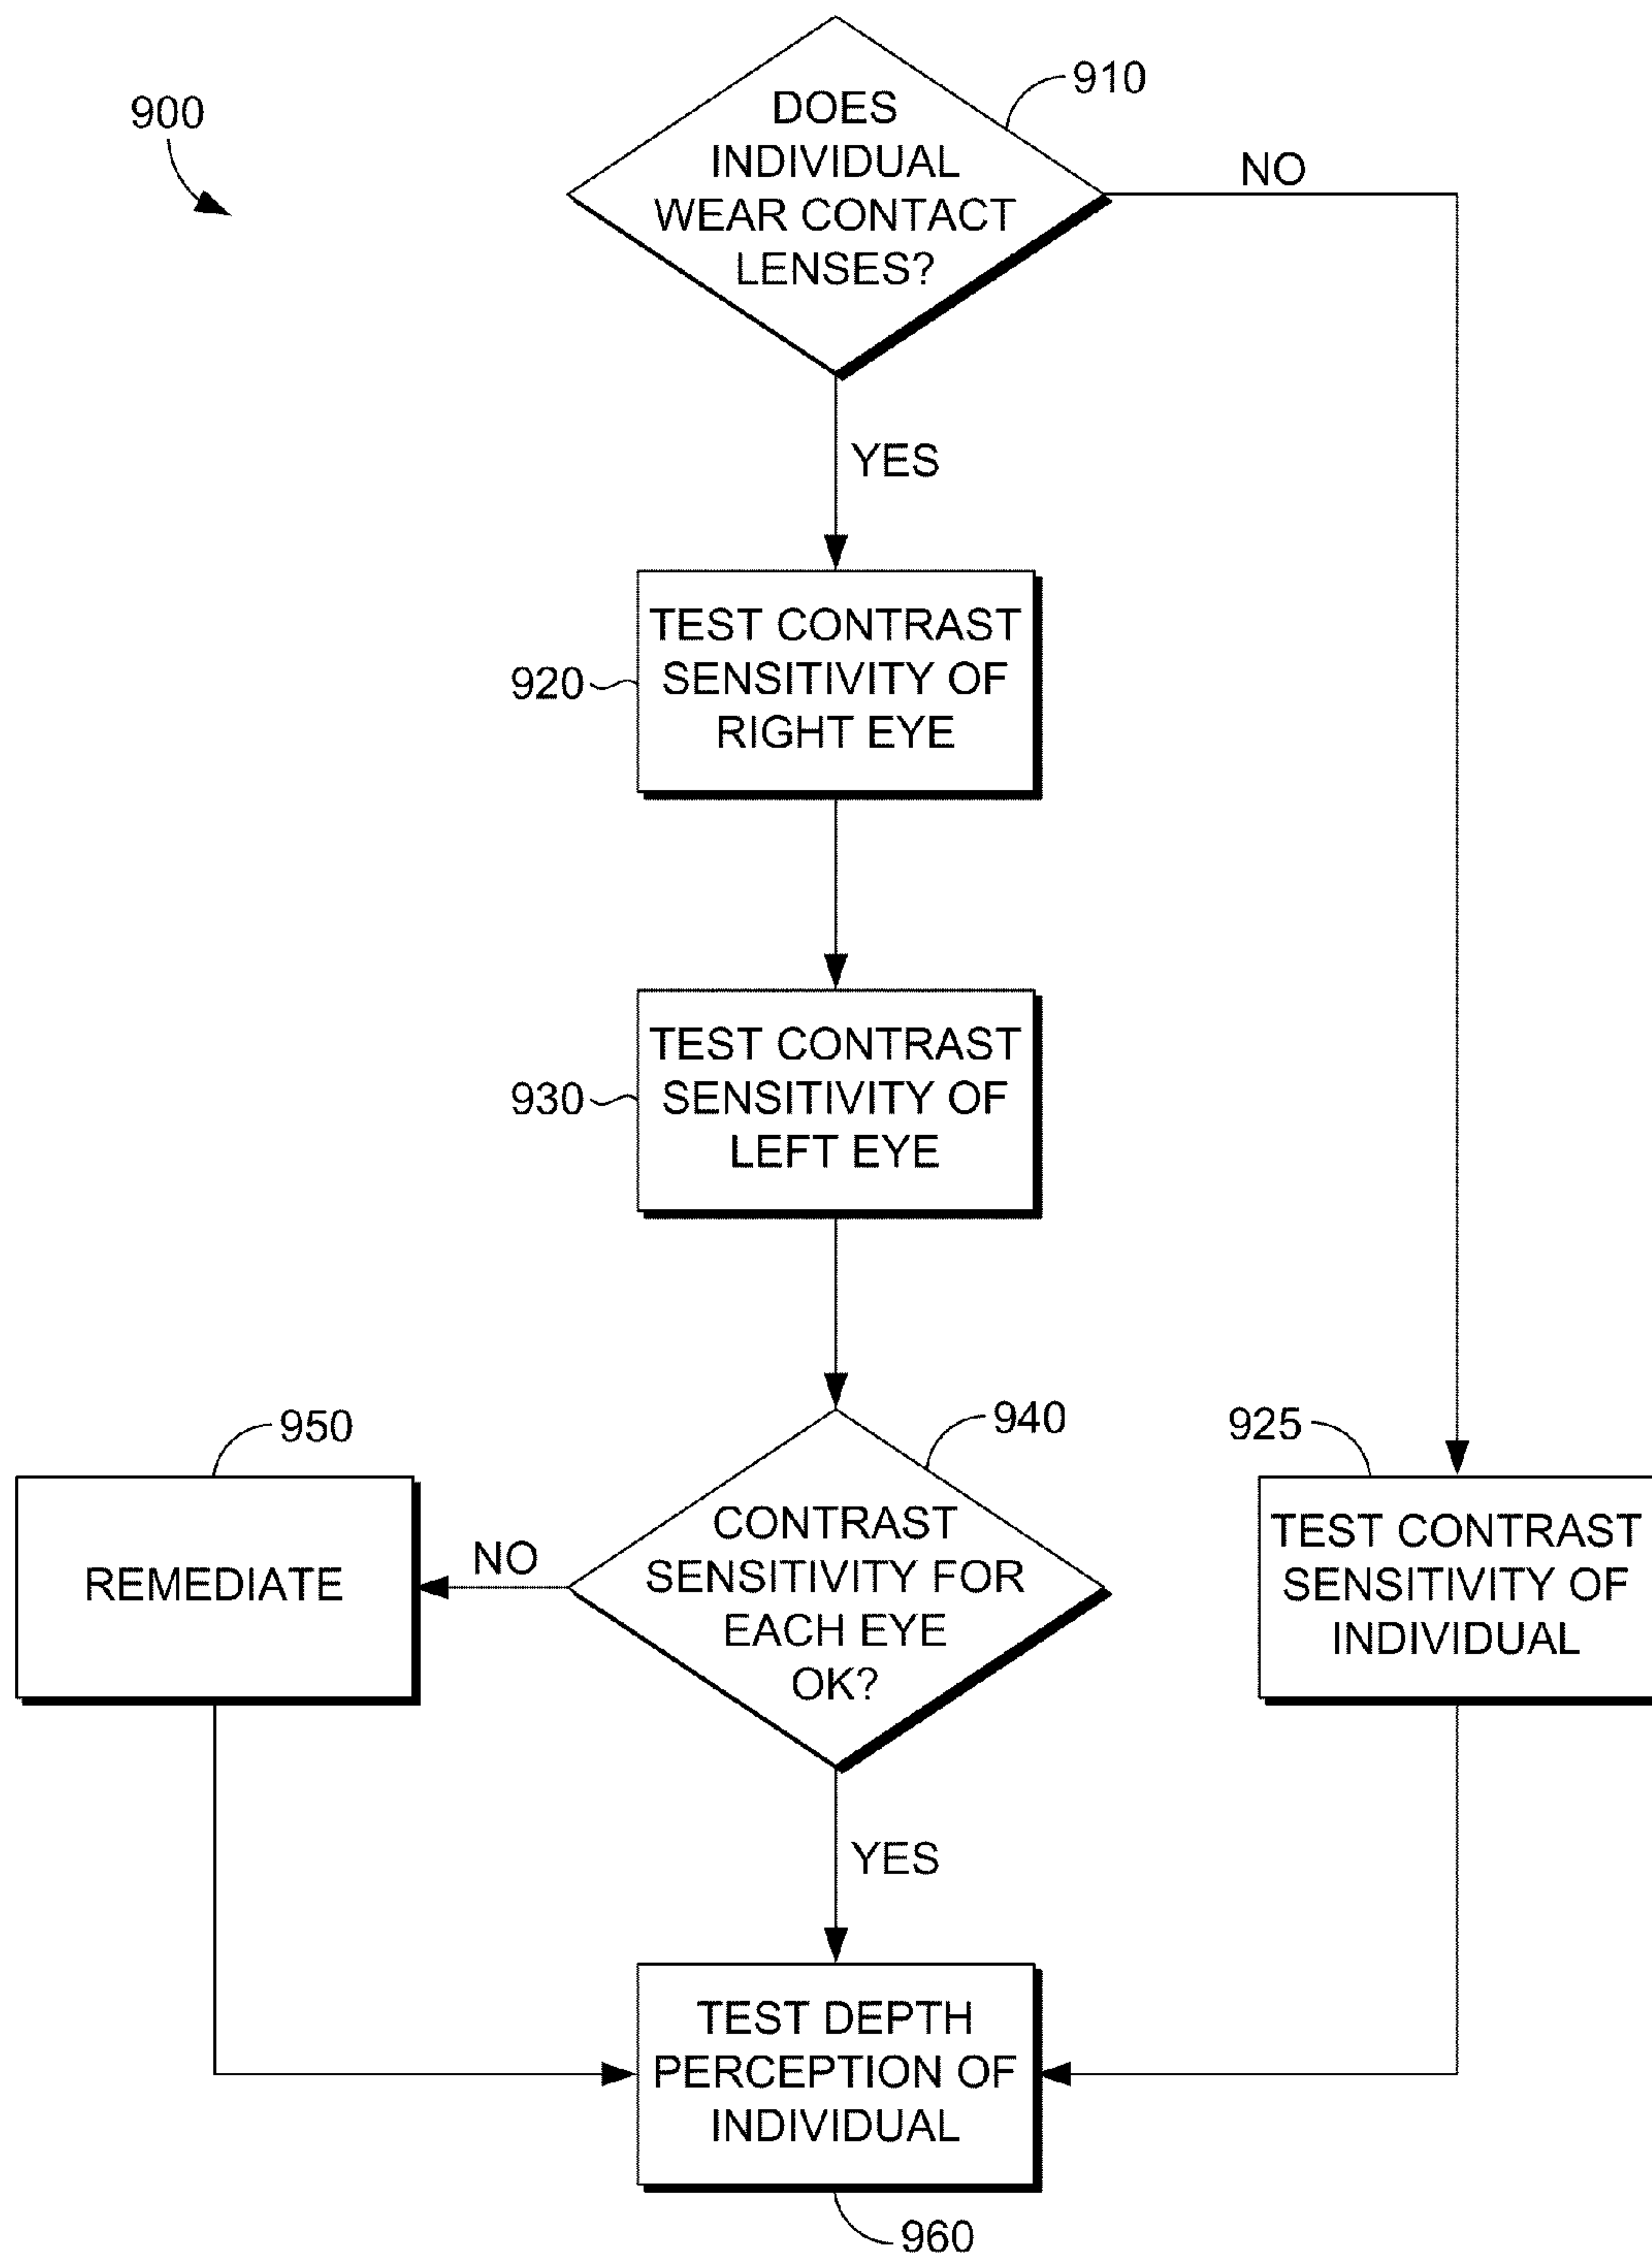 900
910
DOES
INDIVIDUAL
WEAR CONTACT
LENSES?
NO
YES
920
TEST CONTRAST
SENSITIVITY OF
RIGHT EYE
930
TEST CONTRAST
SENSITIVITY OF
LEFT EYE
950
REMEDIATE
NO
940
CONTRAST
SENSITIVITY FOR
EACH EYE
OK?
925
TEST CONTRAST
SENSITIVITY OF
INDIVIDUAL
YES
TEST DEPTH
PERCEPTION OF
INDIVIDUAL
960